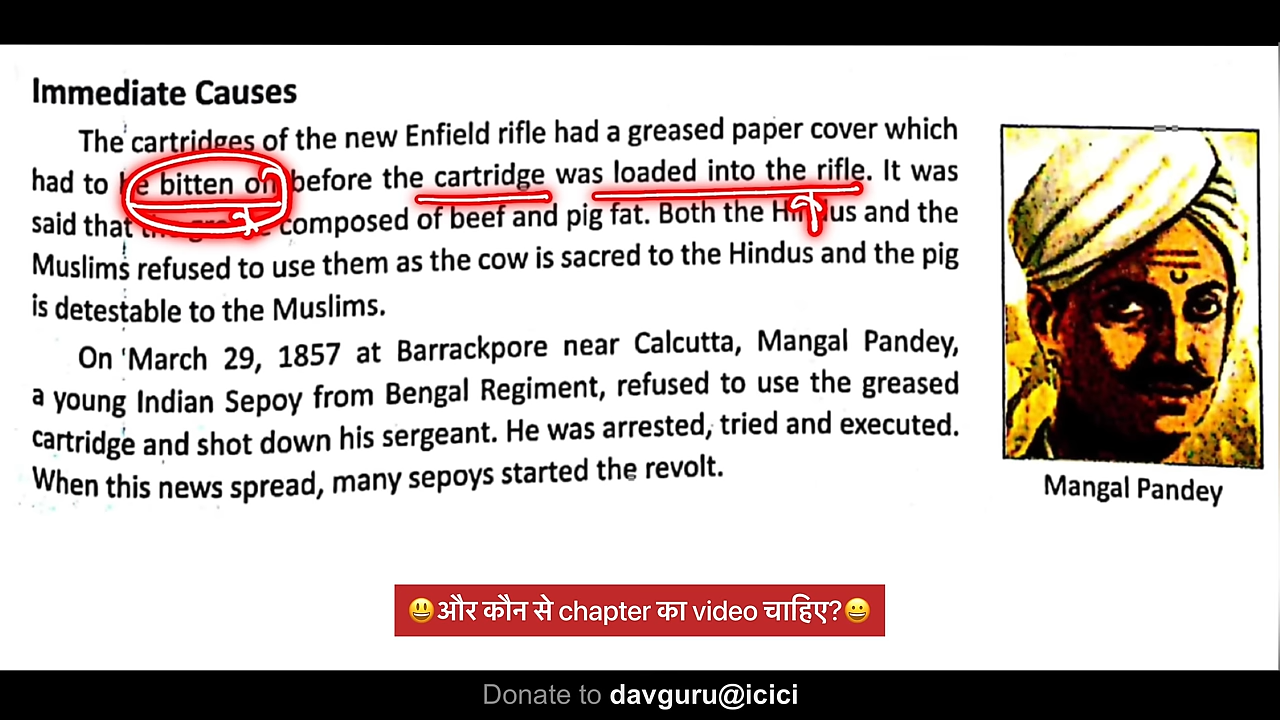 Immediate Causes
The cartridges of the new Enfield rifle had a greased paper cover which
had to be bitten off before the cartridge was loaded into the rifle. It was
said that composed of beef and pig fat. Both the Hindus and the
Muslims refused to use them as the cow is sacred to the Hindus and the pig
is detestable to the Muslims.
On March 29, 1857 at Barrackpore near Calcutta, Mangal Pandey,
a young Indian Sepoy from Bengal Regiment, refused to use the greased
cartridge and shot down his sergeant. He was arrested, tried and executed.
When this news spread, many sepoys started the revolt.
Mangal Pandey
😃और कौन से chapter का video चाहिए?😀
Donate to davguru@icici